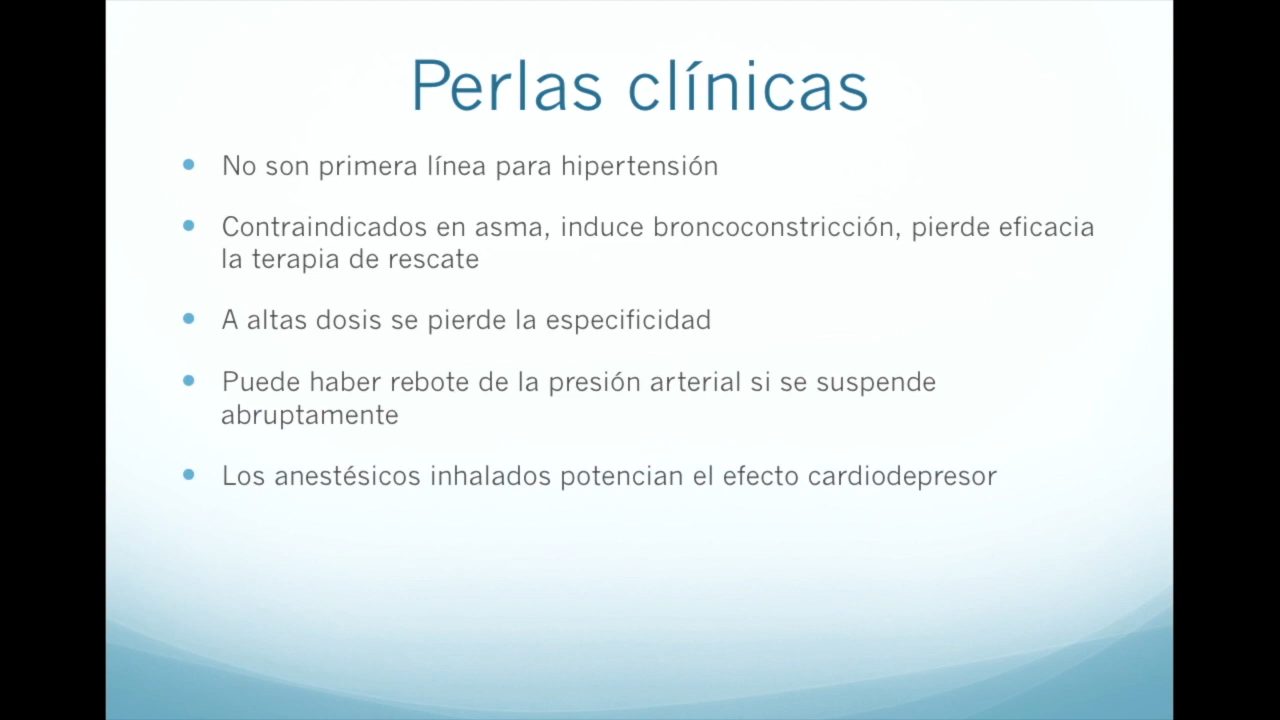 Perlas clínicas
No son primera línea para hipertensión
Contraindicados en asma, induce broncoconstricción, pierde eficacia
la terapia de rescate
A altas dosis se pierde la especificidad
Puede haber rebote de la presión arterial si se suspende
abruptamente
Los anestésicos inhalados potencian el efecto cardiodepresor